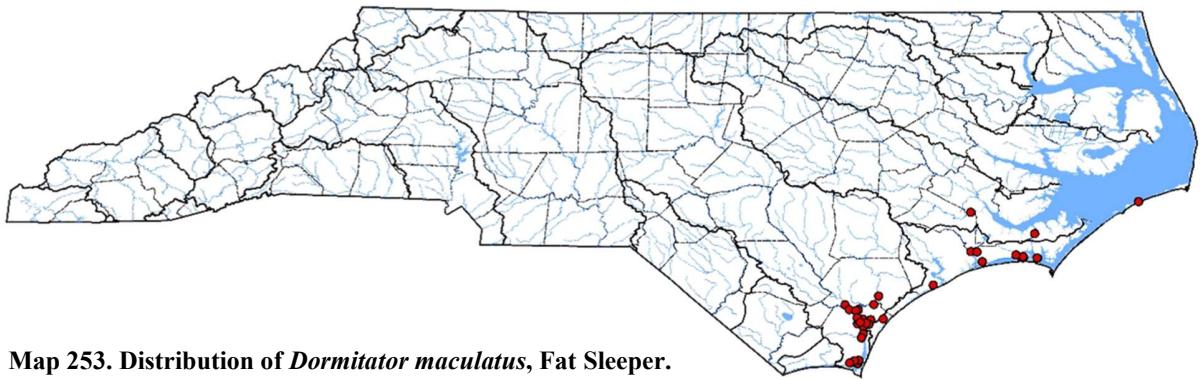 Map 253. Distribution of Dormitator maculatus, Fat Sleeper.